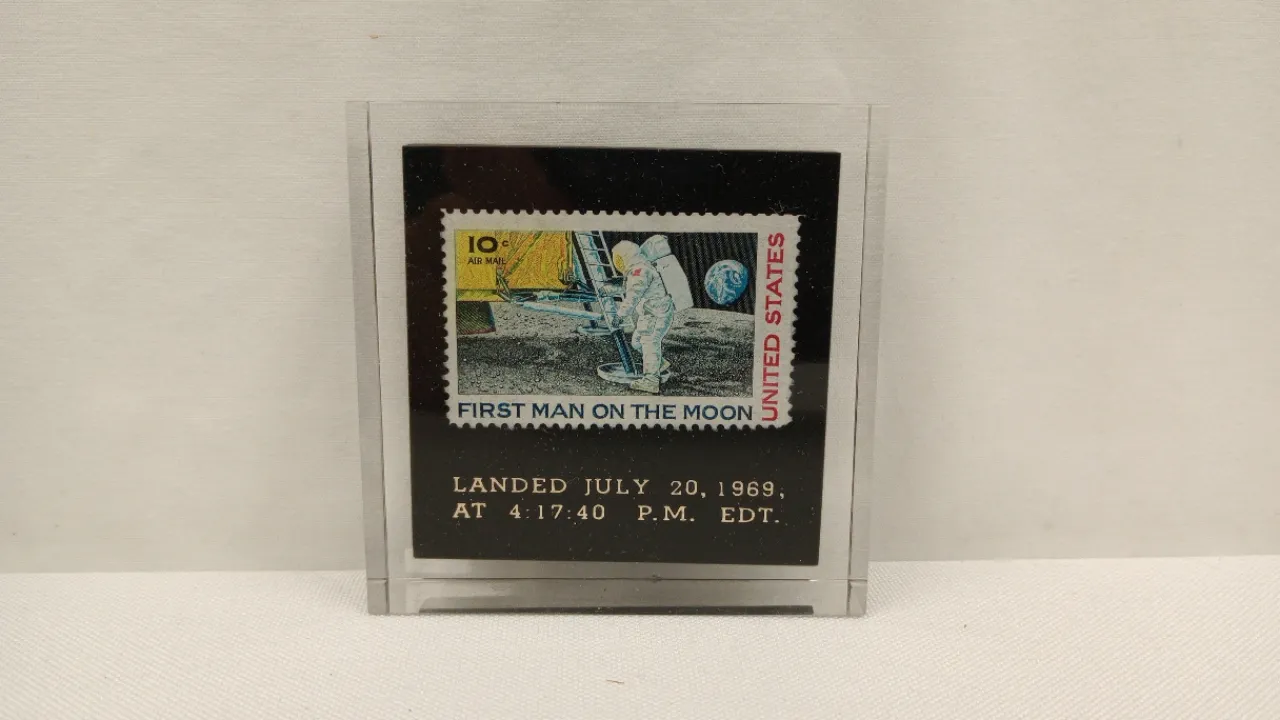 10c
AIR MAIL
UNITED STATES
FIRST MAN ON THE MOON
LANDED JULY 20, 1969,
AT 4:17:40 P.M. EDT.